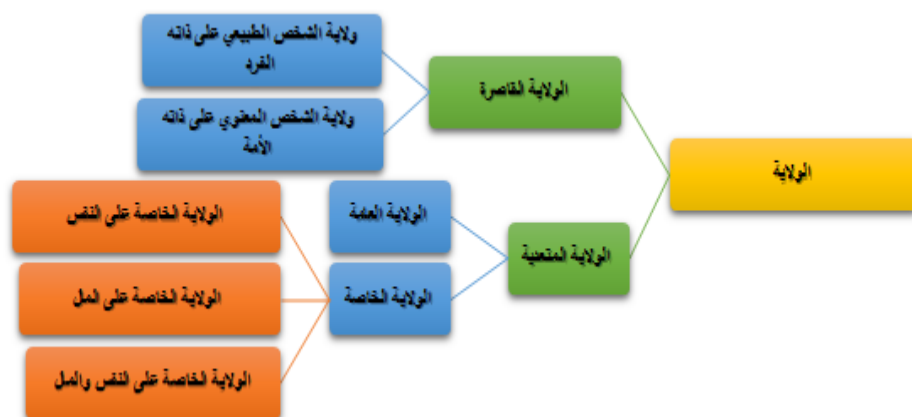 الولاية
الولاية القاصرة
ولاية الشخص الطبيعي على ذاته
الفرد
ولاية الشخص المعنوي على ذاته
الأمة
الولاية المتعدية
الولاية العامة
الولاية الخاصة
الولاية الخاصة على النفس
الولاية الخاصة على المال
الولاية الخاصة على النفس والمال